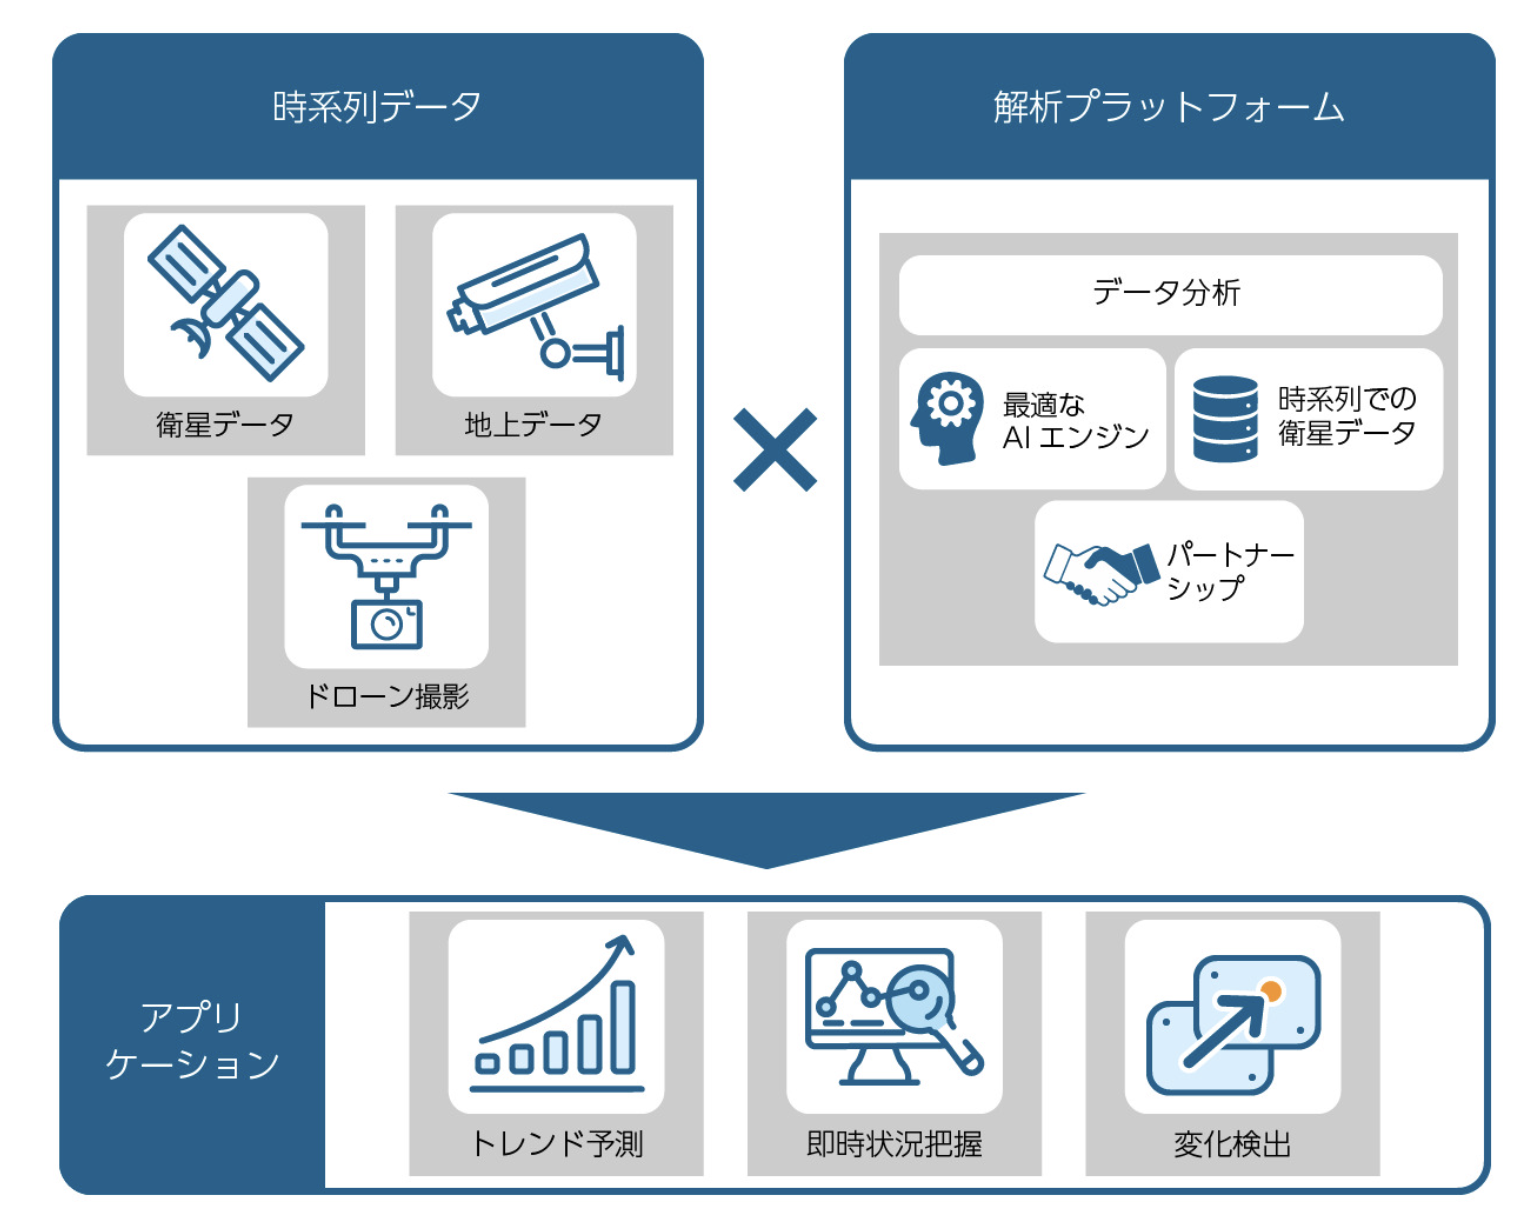 時系列データ
衛星データ
地上データ
ドローン撮影
解析プラットフォーム
データ分析
最適な
AI エンジン
時系列での
衛星データ
パートナー
シップ
アプリ
ケーション
トレンド予測
即時状況把握
変化検出